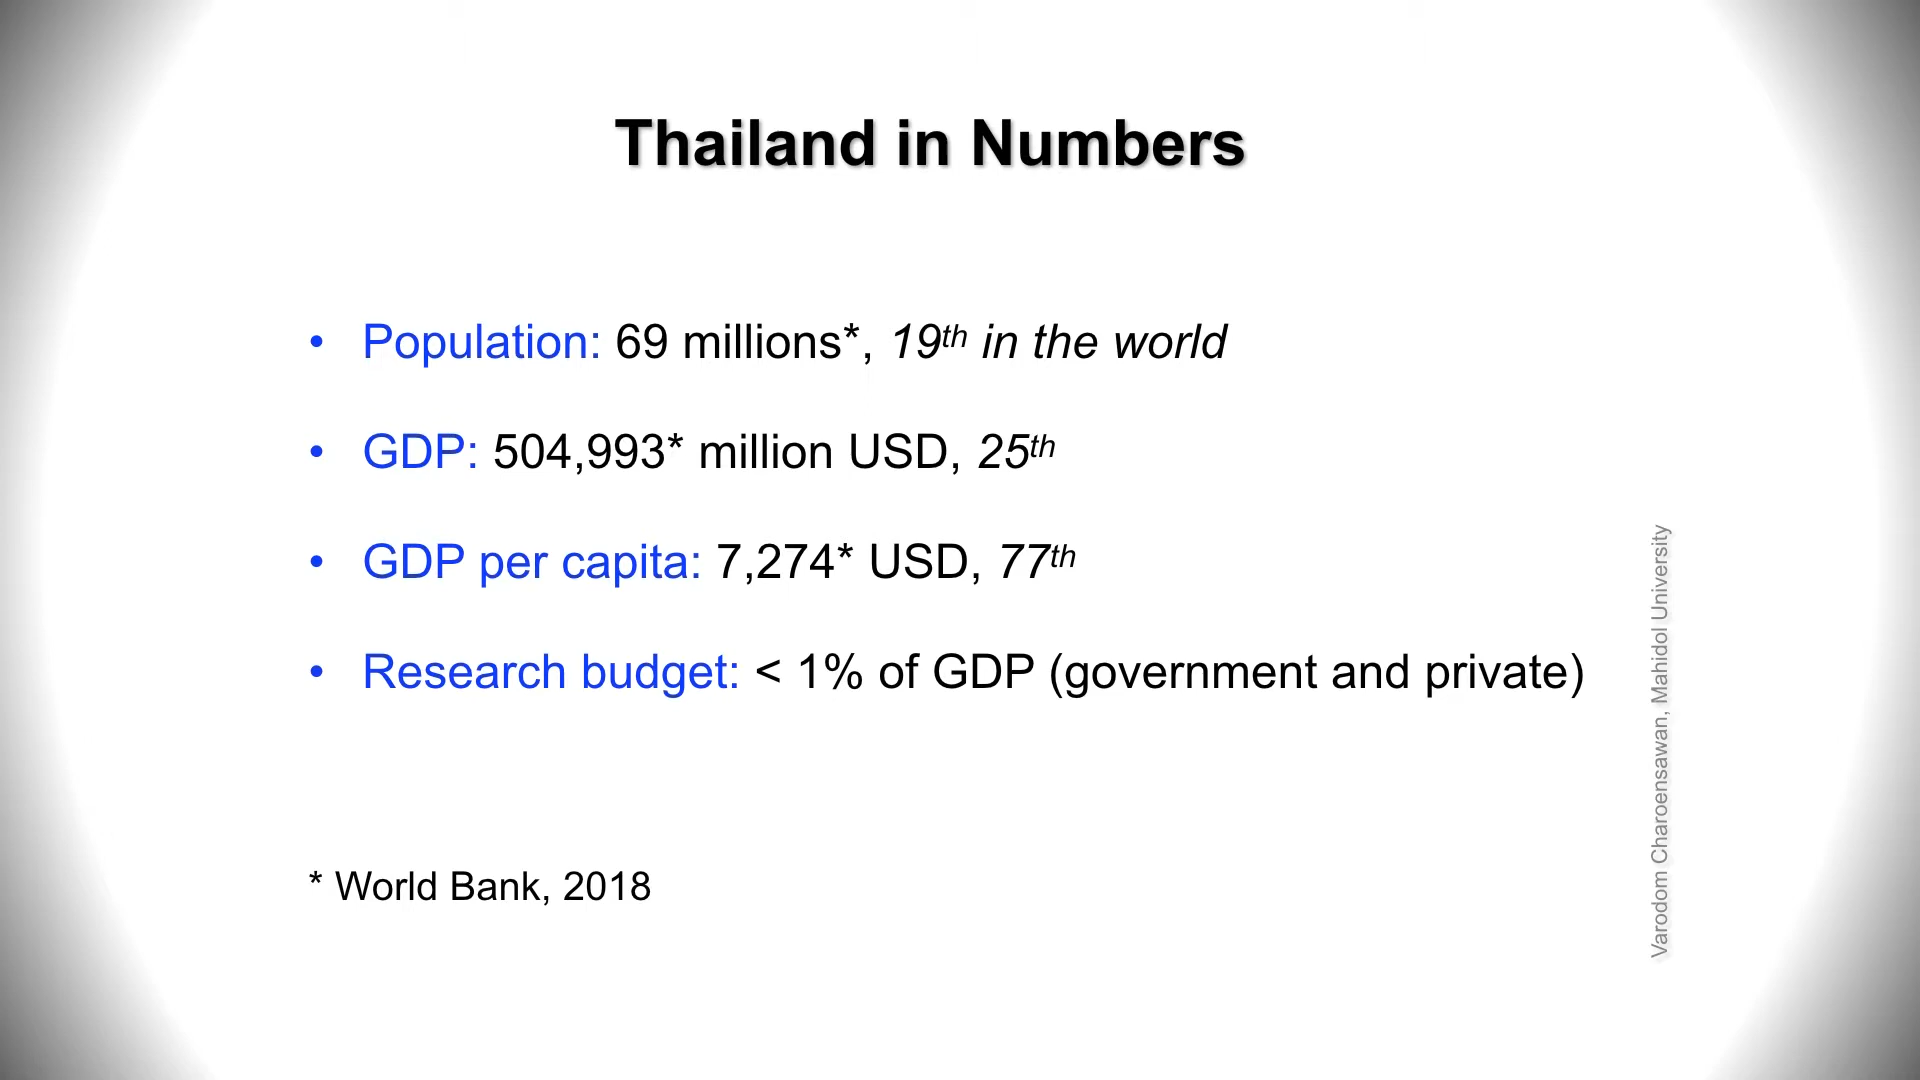 Thailand in Numbers
• Population: 69 millions*, 19th in the world
• GDP: 504,993* million USD, 25th
• GDP per capita: 7,274* USD, 77th
• Research budget: < 1% of GDP (government and private)
* World Bank, 2018
Varodom Charoensawan, Mahidol University